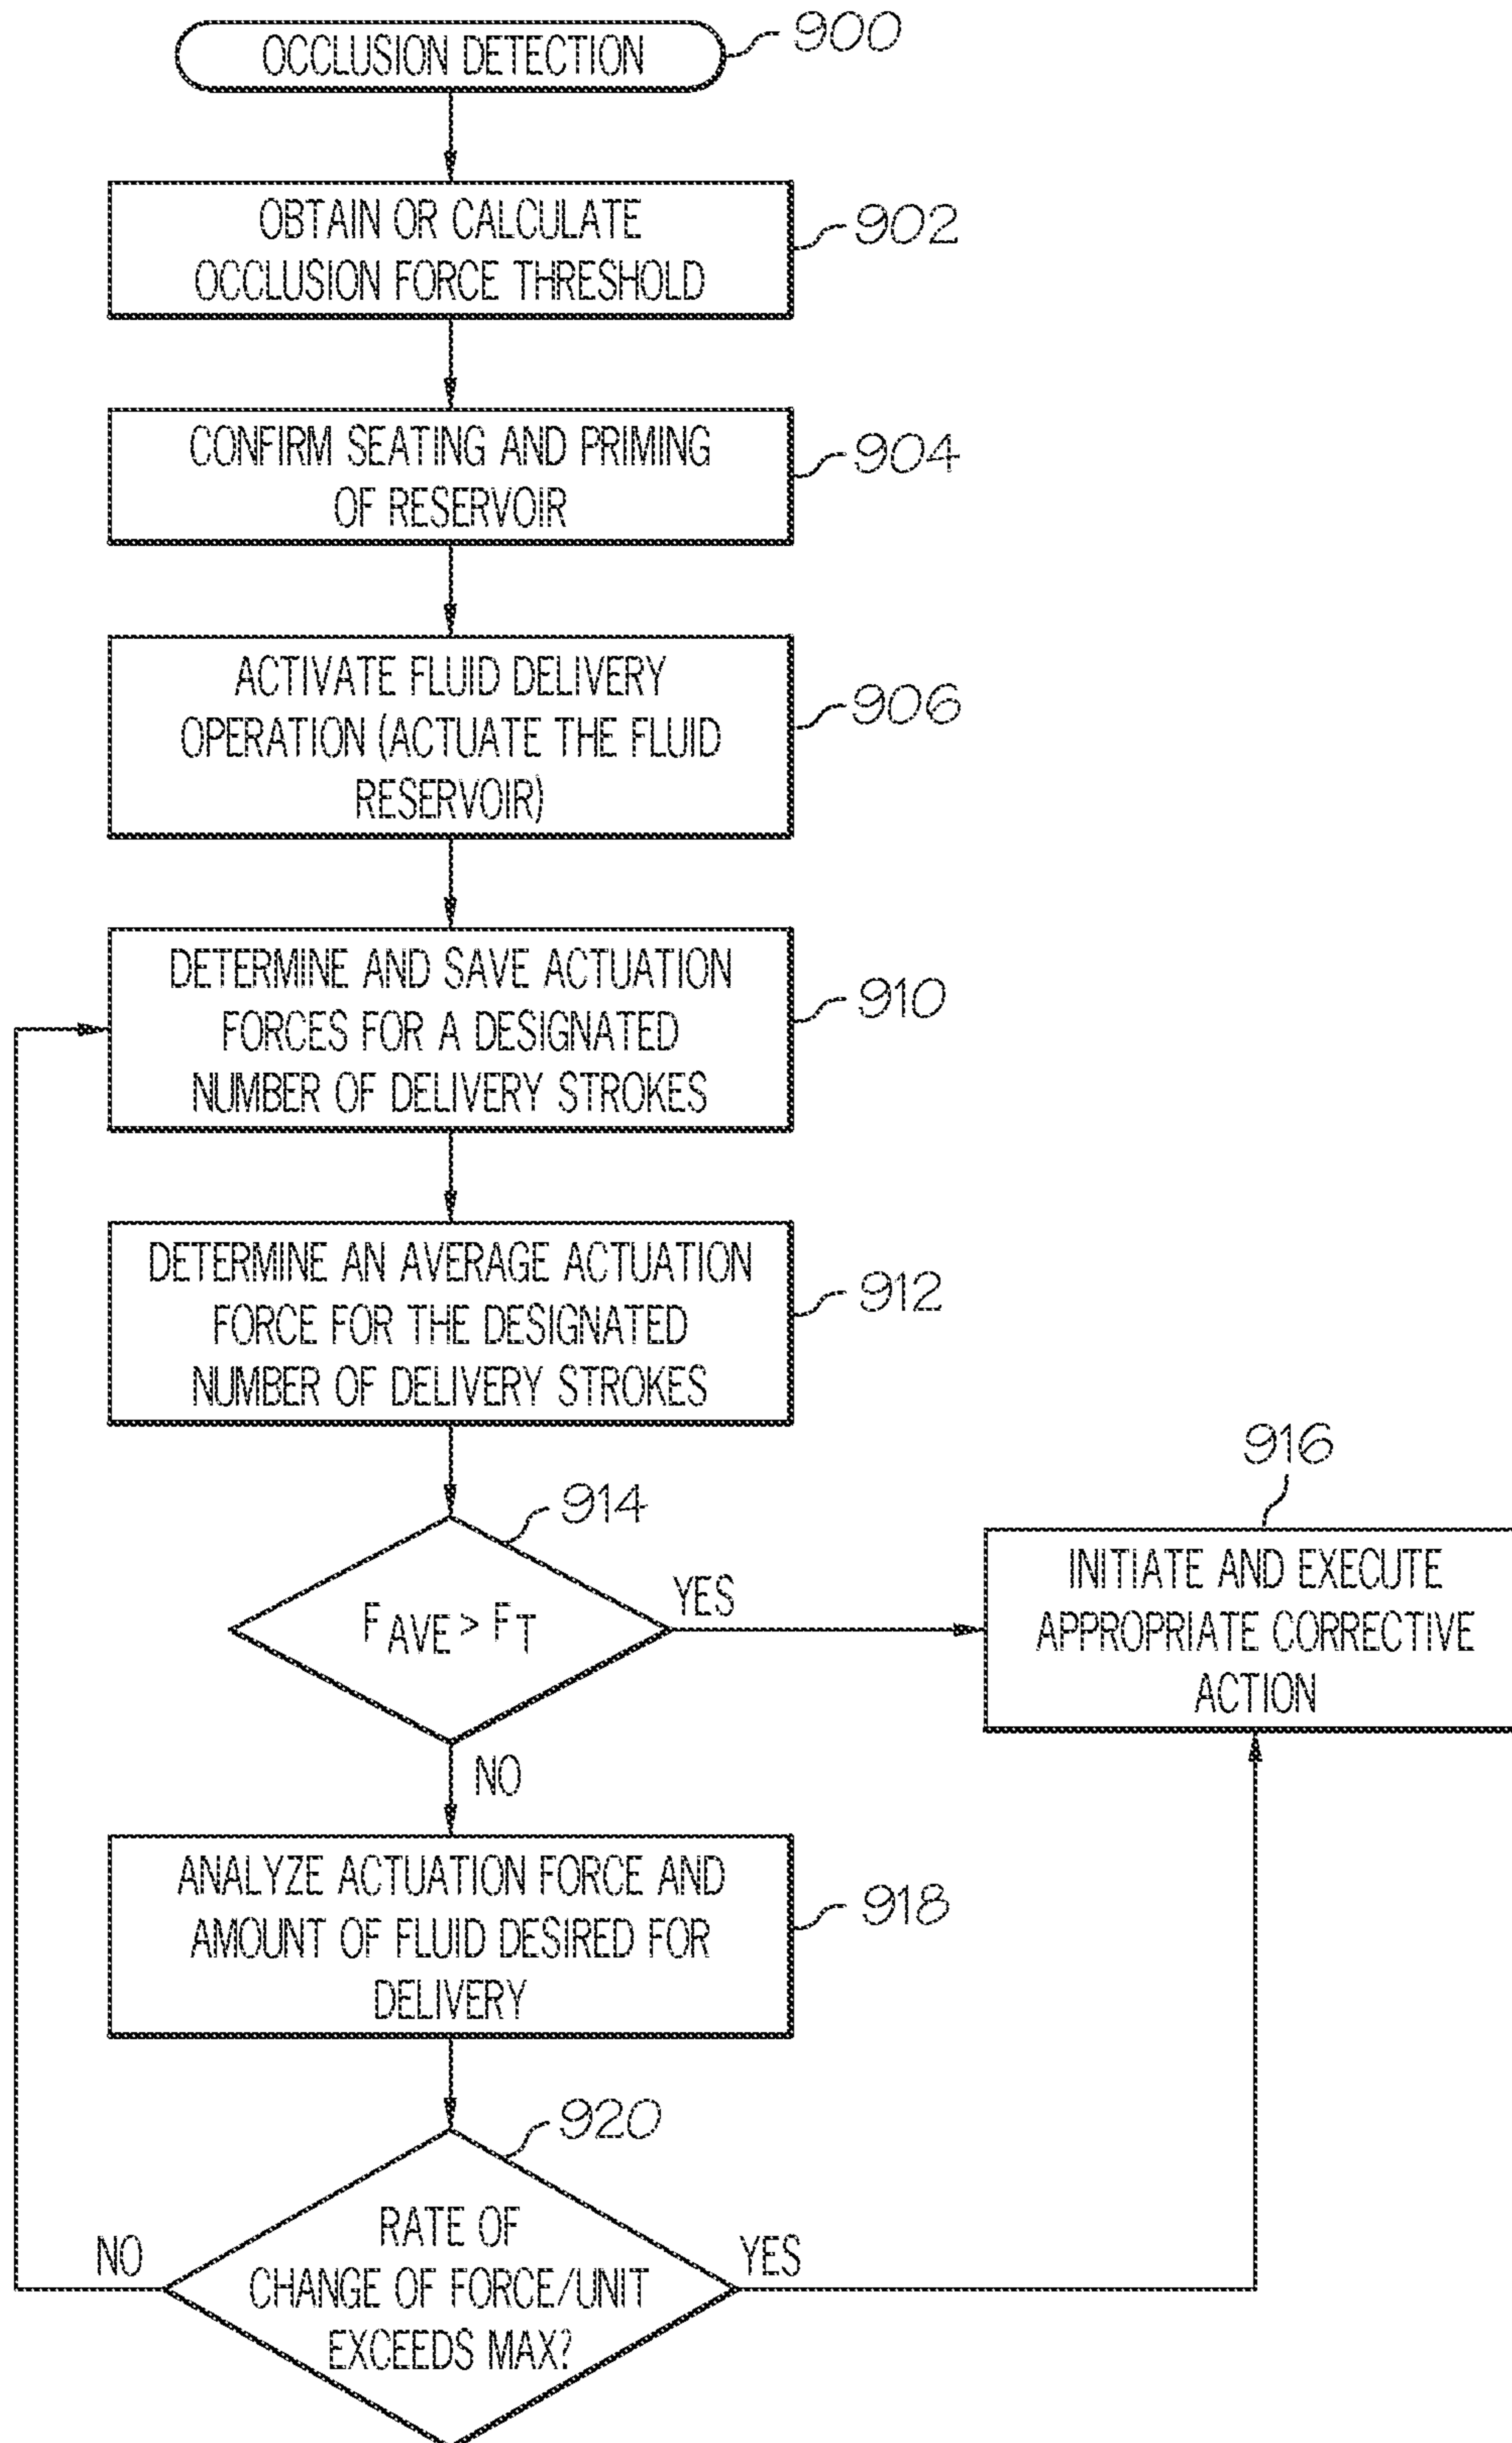 OCCLUSION DETECTION
900
OBTAIN OR CALCULATE
OCCLUSION FORCE THRESHOLD
902
CONFIRM SEATING AND PRIMING
OF RESERVOIR
904
ACTIVATE FLUID DELIVERY
OPERATION (ACTUATE THE FLUID
RESERVOIR)
906
DETERMINE AND SAVE ACTUATION
FORCES FOR A DESIGNATED
NUMBER OF DELIVERY STROKES
910
DETERMINE AN AVERAGE ACTUATION
FORCE FOR THE DESIGNATED
NUMBER OF DELIVERY STROKES
912
914
F AVE > F T
YES
NO
916
INITIATE AND EXECUTE
APPROPRIATE CORRECTIVE
ACTION
ANALYZE ACTUATION FORCE AND
AMOUNT OF FLUID DESIRED FOR
DELIVERY
918
920
RATE OF
CHANGE OF FORCE/UNIT
EXCEEDS MAX?
NO
YES